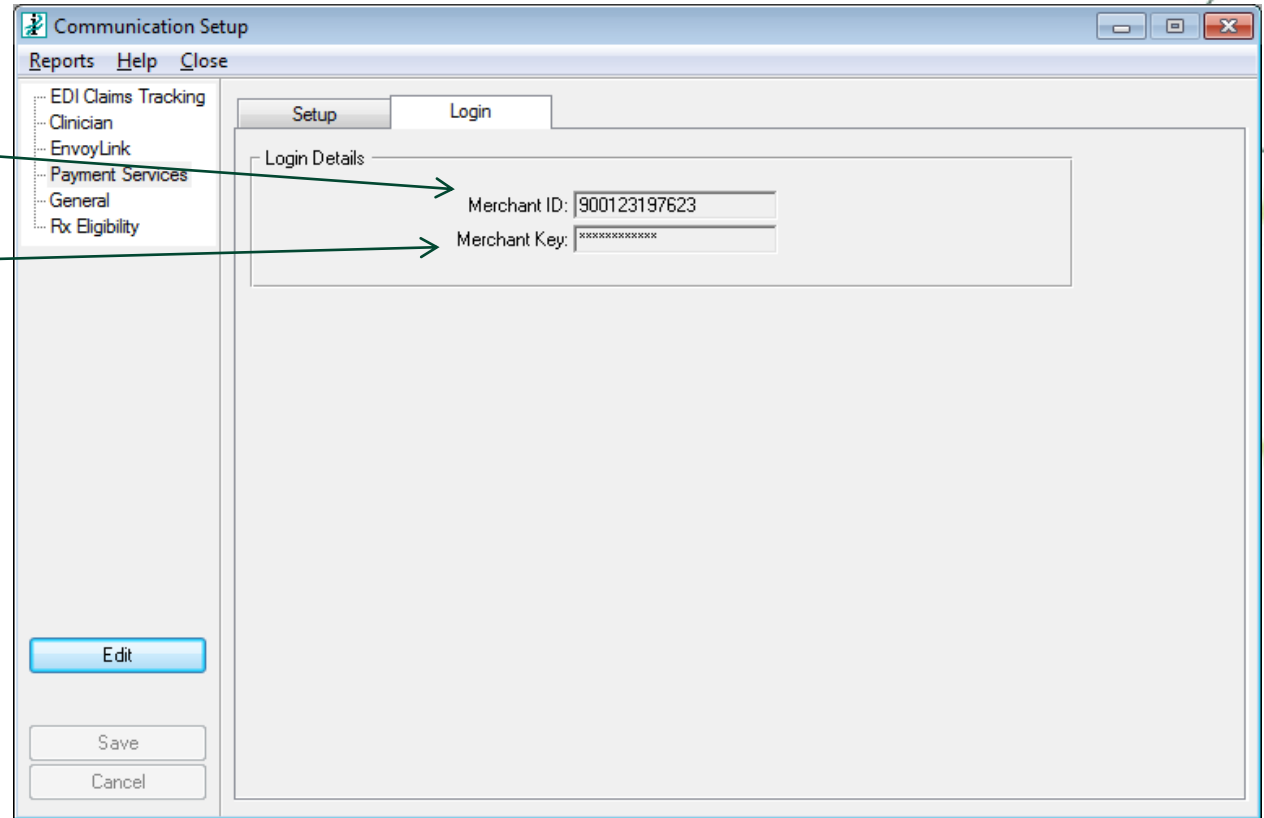 Communication Setup
Reports Help Close
EDI Claims Tracking
Clinician
EnvoyLink
Payment Services
General
Rx Eligibility
Setup Login
Login Details
Merchant ID: 900123197623
Merchant Key: ************
Edit
Save
Cancel